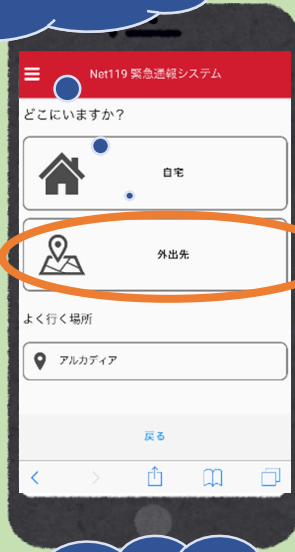 Net119 緊急通報システム
どこにいますか？
自宅
外出先
よく行く場所
アルカディア
戻る